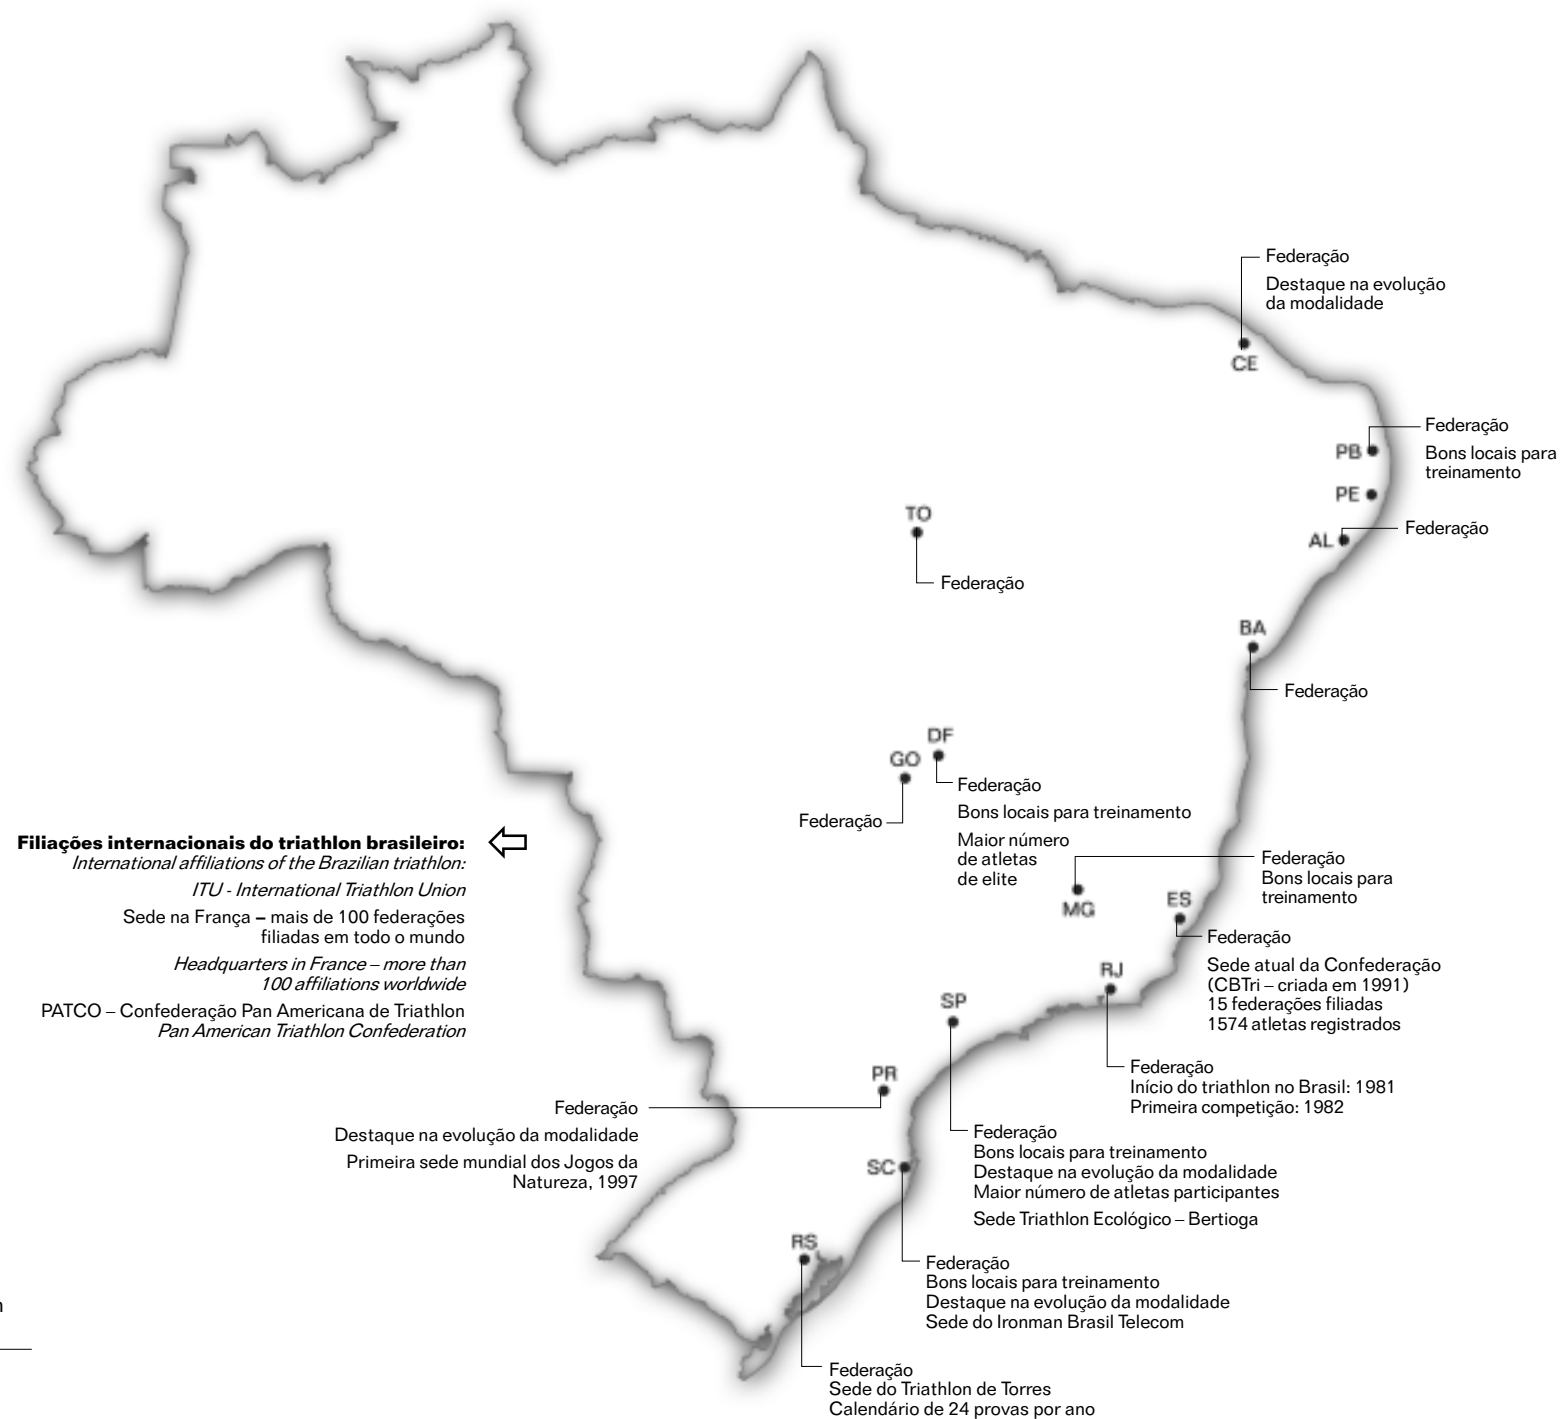 Federação
Destaque na evolução
da modalidade
CE
Federação
PB
Bons locais para
treinamento
PE
TO
AL
Federação
Federação
BA
Federação
DF
GO
Federação
Bons locais para treinamento
Federação
Maior número
de atletas
de elite
Filiações internacionais do triathlon brasileiro:
International affiliations of the Brazilian triathlon:
ITU - International Triathlon Union
Sede na França – mais de 100 federações
filiadas em todo o mundo
Headquarters in France – more than
100 affiliations worldwide
PATCO – Confederação Pan Americana de Triathlon
Pan American Triathlon Confederation
Federação
Bons locais para
treinamento
MG
ES
Federação
Sede atual da Confederação
(CBTri – criada em 1991)
15 federações filiadas
1574 atletas registrados
RJ
Federação
Início do triathlon no Brasil: 1981
Primeira competição: 1982
SP
Federação
Bons locais para treinamento
Destaque na evolução da modalidade
Maior número de atletas participantes
Sede Triathlon Ecológico – Bertioga
PR
Federação
Destaque na evolução da modalidade
Primeira sede mundial dos Jogos da
Natureza, 1997
SC
Federação
Bons locais para treinamento
Destaque na evolução da modalidade
Sede do Ironman Brasil Telecom
RS
Federação
Sede do Triathlon de Torres
Calendário de 24 provas por ano